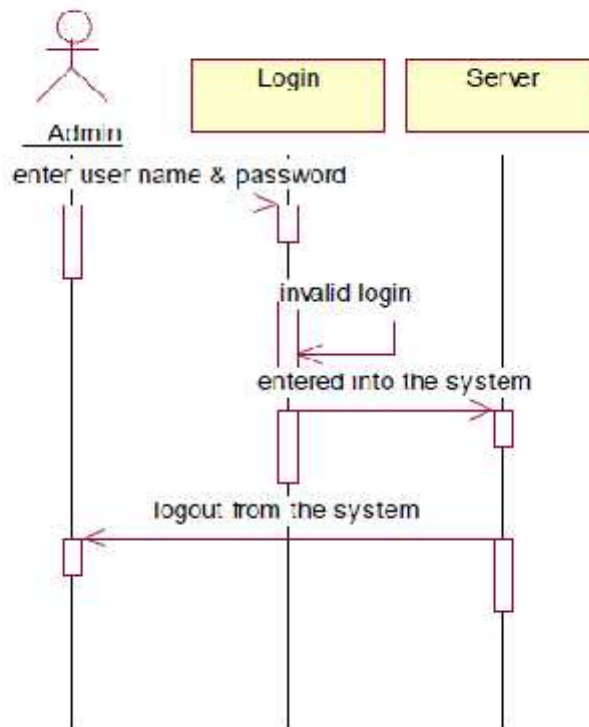 Login
Server
Admin
enter user name & password
invalid login
entered into the system
logout from the system